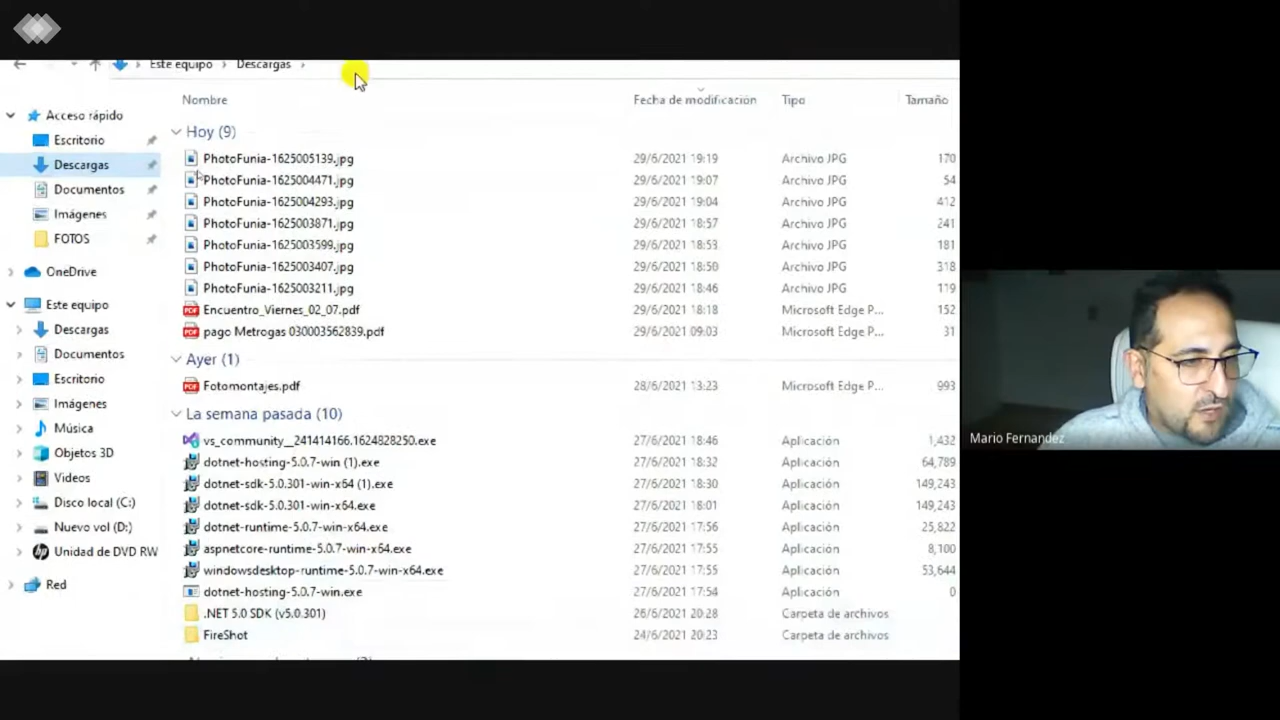 Este equipo > Descargas >
Nombre Fecha de modificación Tipo Tamaño
Acceso rápido
Escritorio
Descargas
Documentos
Imágenes
FOTOS
OneDrive
Este equipo
Descargas
Documentos
Escritorio
Imágenes
Música
Objetos 3D
Videos
Disco local (C:)
Nuevo vol (D:)
Unidad de DVD RW
Red
Hoy (9)
PhotoFunia-1625005139.jpg 29/6/2021 19:19 Archivo JPG 170
PhotoFunia-1625004471.jpg 29/6/2021 19:07 Archivo JPG 54
PhotoFunia-1625004293.jpg 29/6/2021 19:04 Archivo JPG 412
PhotoFunia-1625003871.jpg 29/6/2021 18:57 Archivo JPG 241
PhotoFunia-1625003599.jpg 29/6/2021 18:53 Archivo JPG 181
PhotoFunia-1625003407.jpg 29/6/2021 18:50 Archivo JPG 318
PhotoFunia-1625003211.jpg 29/6/2021 18:46 Archivo JPG 119
Encuentro_Viernes_02_07.pdf 29/6/2021 18:18 Microsoft Edge P... 152
pago Metrogas 030003562839.pdf 29/6/2021 09:03 Microsoft Edge P... 31
Ayer (1)
Fotomontajes.pdf 28/6/2021 13:23 Microsoft Edge P... 993
La semana pasada (10)
vs_community__241414166.1624828250.exe 27/6/2021 18:46 Aplicación 1,432
dotnet-hosting-5.0.7-win (1).exe 27/6/2021 18:32 Aplicación 64,789
dotnet-sdk-5.0.301-win-x64 (1).exe 27/6/2021 18:30 Aplicación 149,243
dotnet-sdk-5.0.301-win-x64.exe 27/6/2021 18:01 Aplicación 149,243
dotnet-runtime-5.0.7-win-x64.exe 27/6/2021 17:56 Aplicación 25,822
aspnetcore-runtime-5.0.7-win-x64.exe 27/6/2021 17:55 Aplicación 8,100
windowsdesktop-runtime-5.0.7-win-x64.exe 27/6/2021 17:55 Aplicación 53,644
dotnet-hosting-5.0.7-win.exe 27/6/2021 17:54 Aplicación 0
.NET 5.0 SDK (v5.0.301) 26/6/2021 20:28 Carpeta de archivos
FireShot 24/6/2021 20:23 Carpeta de archivos
Mario Fernandez